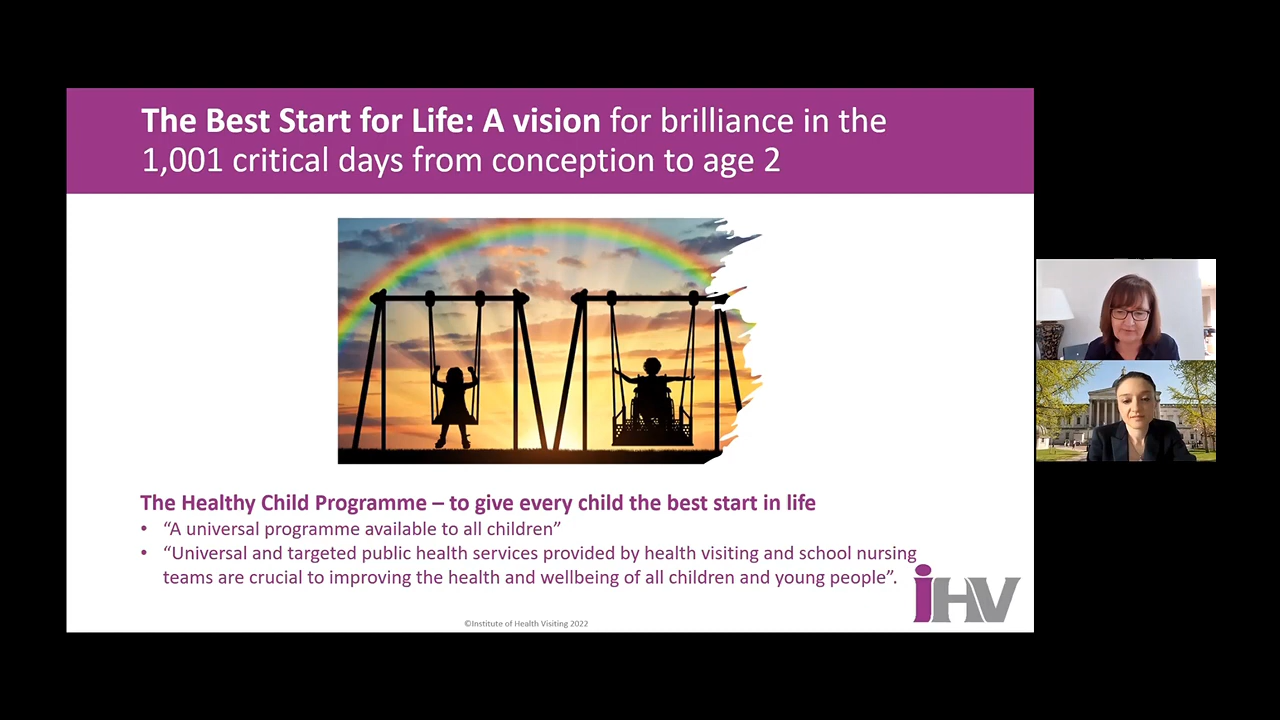 The Best Start for Life: A vision for brilliance in the
1,001 critical days from conception to age 2
The Healthy Child Programme – to give every child the best start in life
• “A universal programme available to all children”
• “Universal and targeted public health services provided by health visiting and school nursing
teams are crucial to improving the health and wellbeing of all children and young people”.
iHV
©Institute of Health Visiting 2022